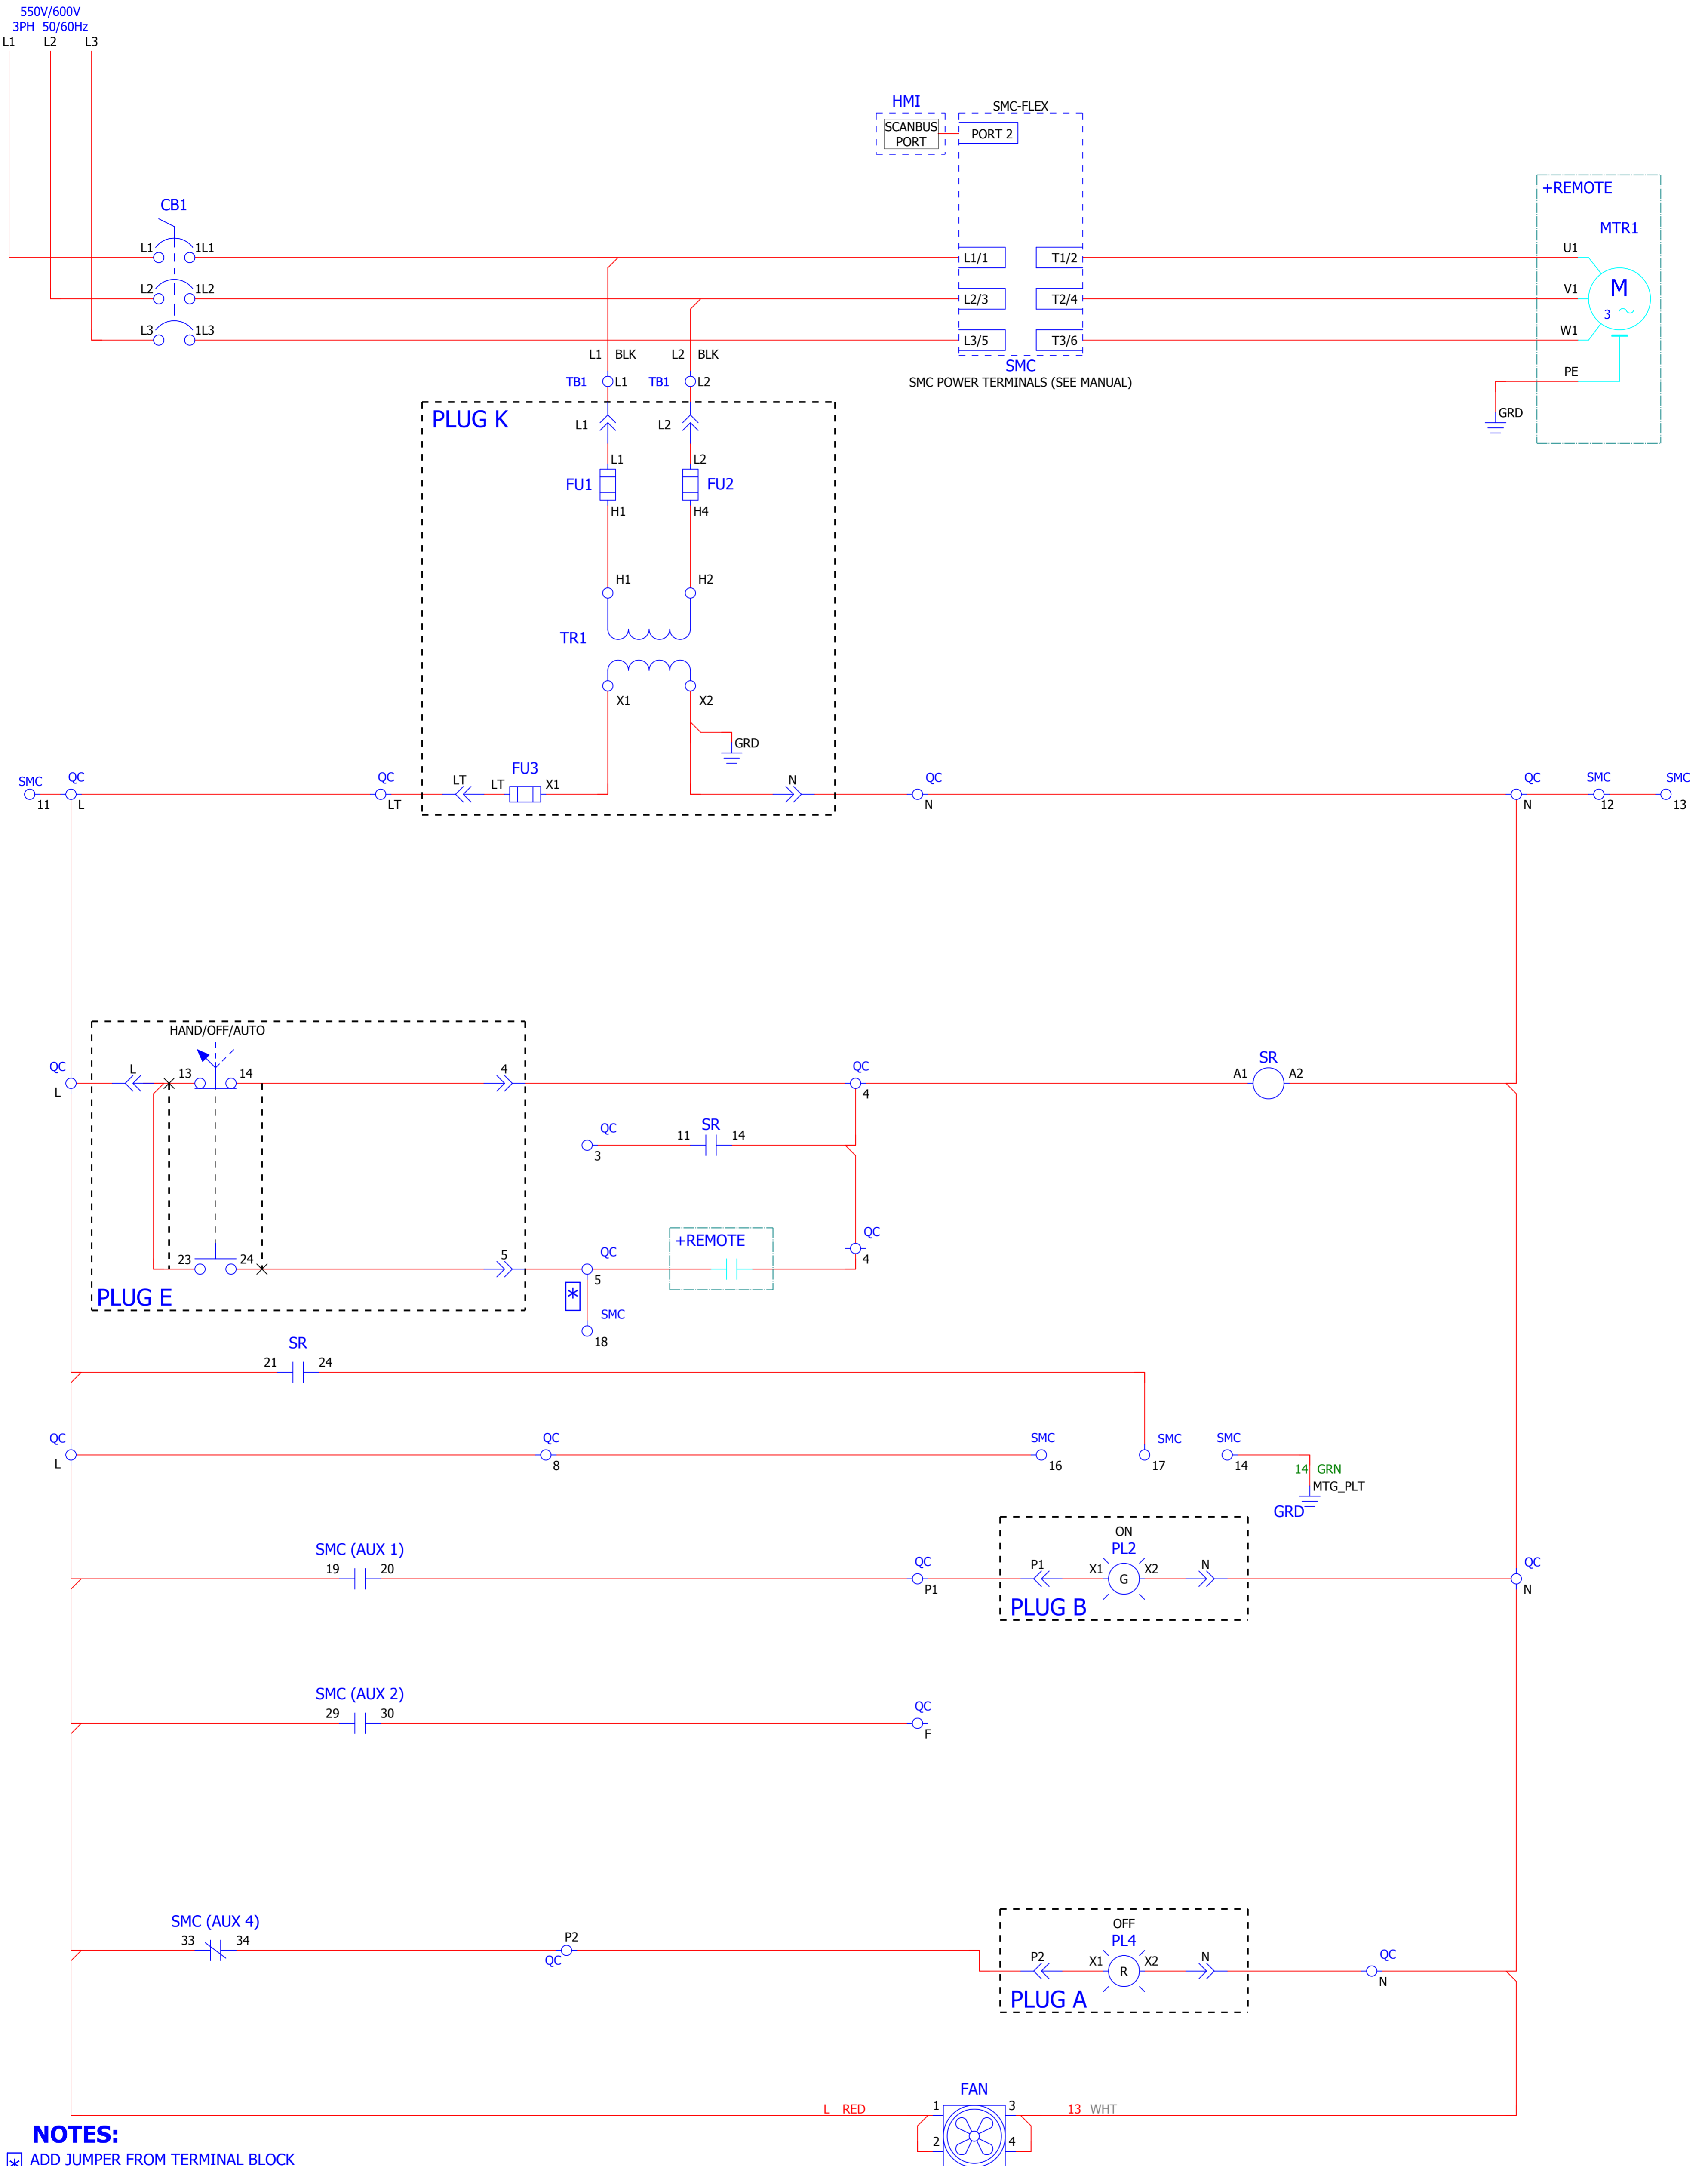 550V/600V
3PH 50/60Hz
L1 L2 L3
HMI
SCANBUS
PORT
SMC-FLEX
PORT 2
+REMOTE
MTR1
CB1
L1 1L1
L1/1 T1/2
U1
L2 1L2
L2/3 T2/4
V1
M
3
L3 1L3
L3/5 T3/6
W1
L1 BLK L2 BLK
SMC
SMC POWER TERMINALS (SEE MANUAL)
PE
GRD
TB1 L1 TB1 L2
PLUG K
L1 L2
L1 L2
FU1 FU2
H1 H4
H1 H2
TR1
X1 X2
GRD
FU3
SMC QC QC LT LT X1 N QC QC SMC SMC
11 L LT N N 12 13
HAND/OFF/AUTO
QC L 13 14 4 QC SR
A1 A2
L 4
QC 11 SR 14
3
+REMOTE
QC
4
23 24 5 QC
5
PLUG E
*
SMC
18
SR
21 24
QC QC SMC SMC SMC
L 8 16 17 14
14 GRN
MTG_PLT
GRD
ON
PL2
SMC (AUX 1)
19 20 QC P1 X1 G X2 N QC
P1 N
PLUG B
SMC (AUX 2)
29 30 QC
F
OFF
PL4
SMC (AUX 4)
33 34 P2
QC
P2 X1 R X2 N QC
N
PLUG A
FAN
L RED 1 3 13 WHT
2 4
NOTES:
* ADD JUMPER FROM TERMINAL BLOCK